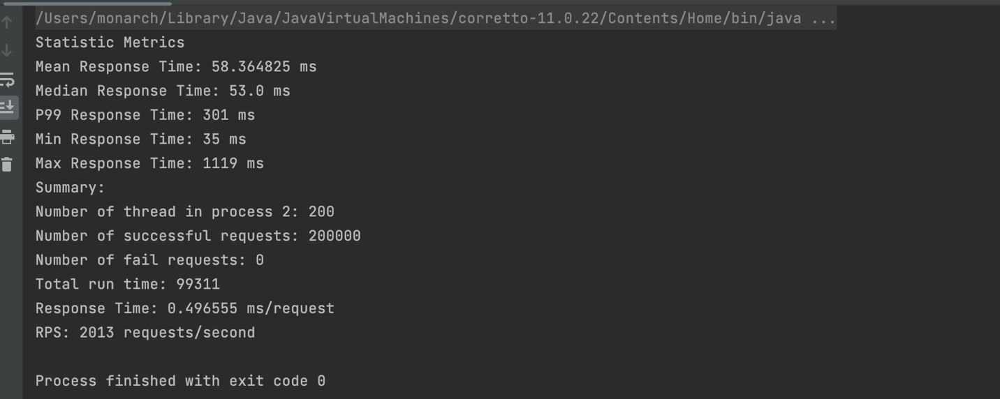 /Users/monarch/Library/Java/JavaVirtualMachines/corretto-11.0.22/Contents/Home/bin/java ...
Statistic Metrics
Mean Response Time: 58.364825 ms
Median Response Time: 53.0 ms
P99 Response Time: 301 ms
Min Response Time: 35 ms
Max Response Time: 1119 ms
Summary:
Number of thread in process 2: 200
Number of successful requests: 200000
Number of fail requests: 0
Total run time: 99311
Response Time: 0.496555 ms/request
RPS: 2013 requests/second
Process finished with exit code 0